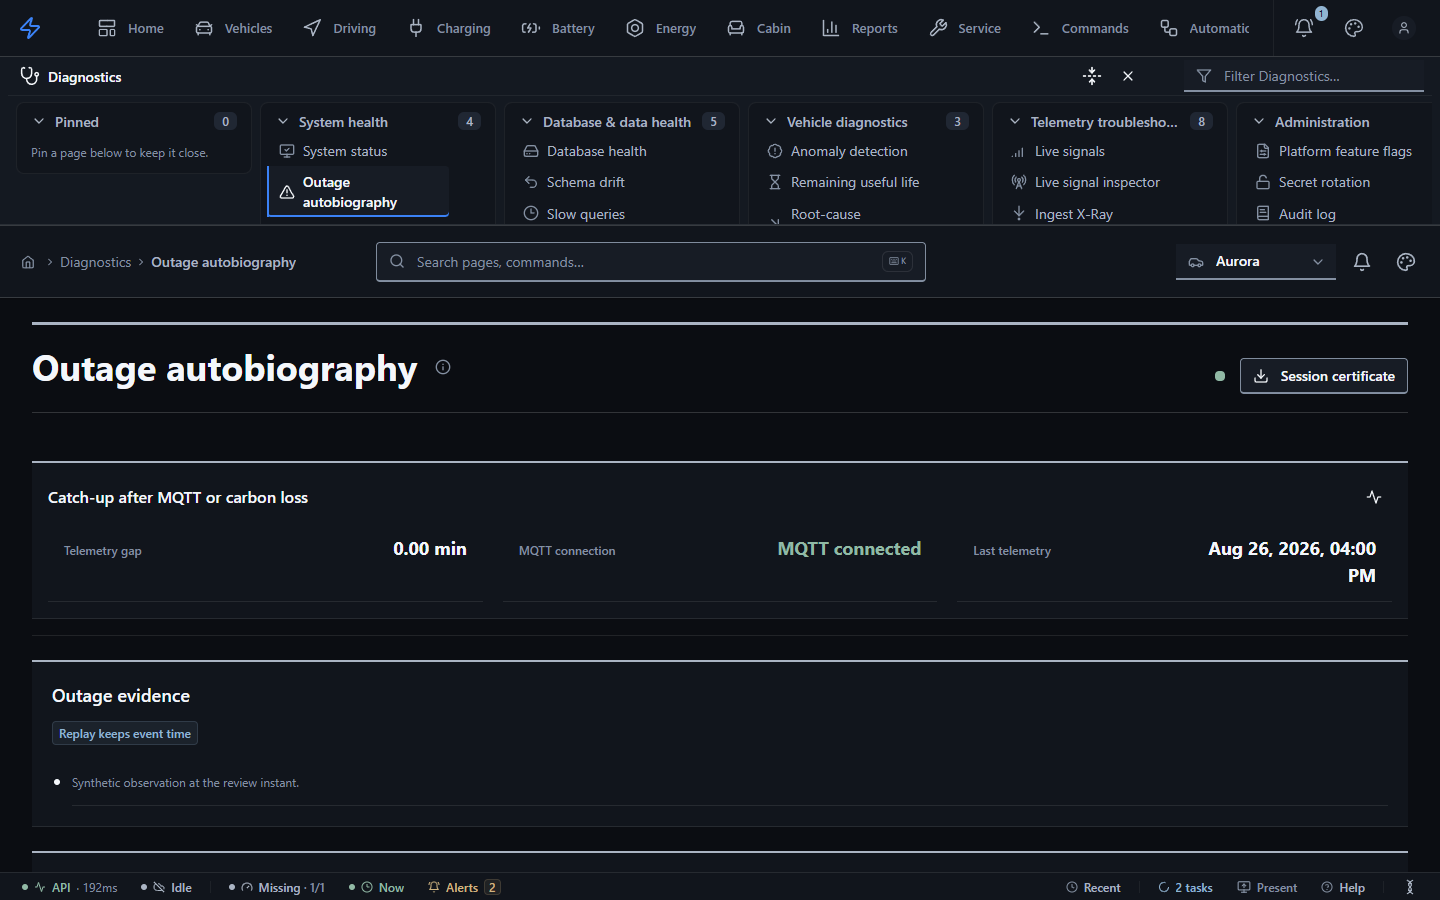 Home
Vehicles
Driving
Charging
Battery
Energy
Cabin
Reports
Service
Commands
Automatic
1
Diagnostics
Filter Diagnostics...
Pinned
0
Pin a page below to keep it close.
System health
4
System status
Outage
autobiography
Database & data health
5
Database health
Schema drift
Slow queries
Vehicle diagnostics
3
Anomaly detection
Remaining useful life
Root-cause
Telemetry troublesho...
8
Live signals
Live signal inspector
Ingest X-Ray
Administration
Platform feature flags
Secret rotation
Audit log
Diagnostics
Outage autobiography
Search pages, commands...
K
Aurora
Outage autobiography
Session certificate
Catch-up after MQTT or carbon loss
Telemetry gap
0.00 min
MQTT connection
MQTT connected
Last telemetry
Aug 26, 2026, 04:00
PM
Outage evidence
Replay keeps event time
Synthetic observation at the review instant.
API · 192ms
Idle
Missing · 1/1
Now
Alerts 2
Recent
2 tasks
Present
Help